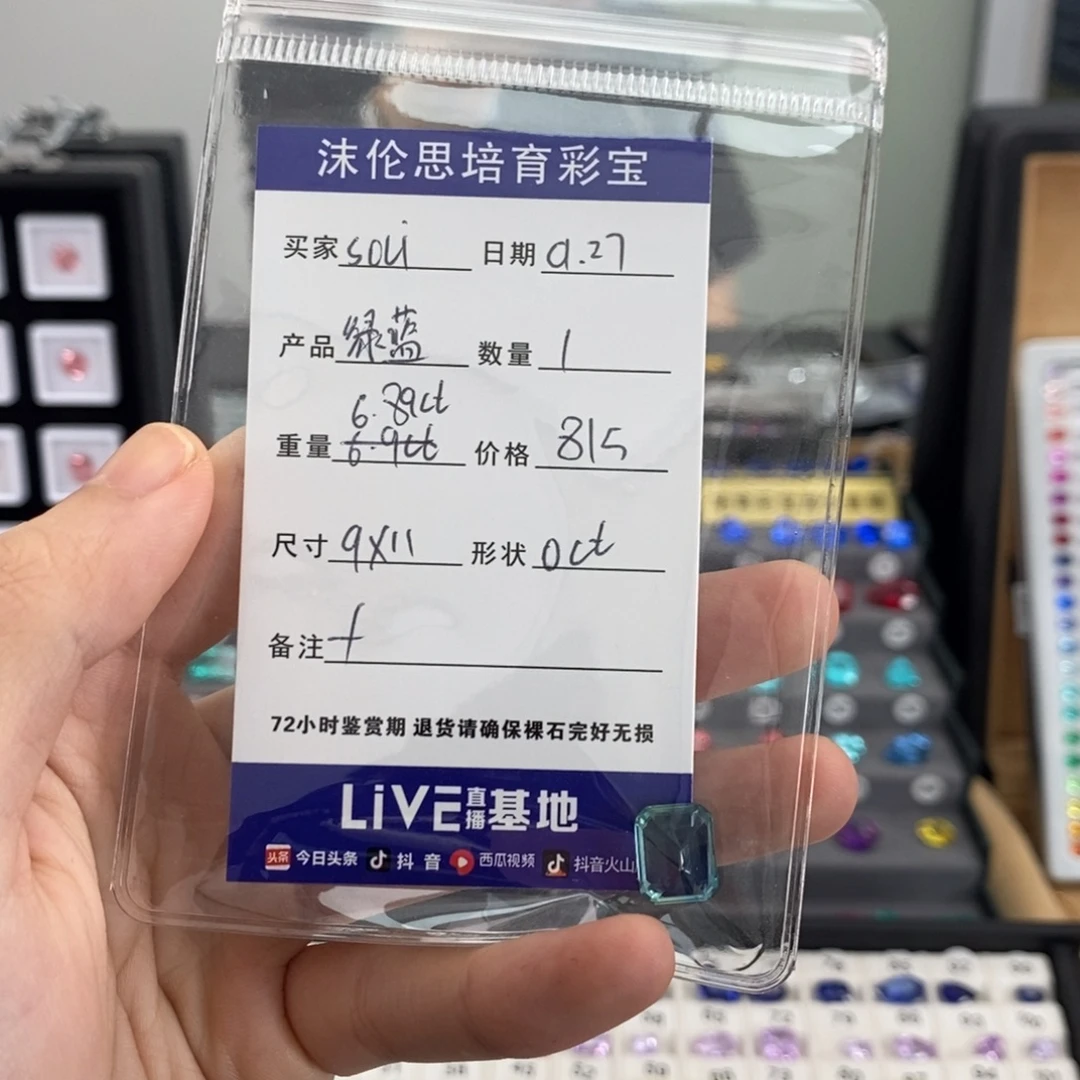 沫伦思培育彩宝
买家 soli 日期 9.27
产品 绿蓝 数量 1
6.89ct
重量 6.9ct 价格 815
尺寸 9X11 形状 oct
备注
72小时鉴赏期 退货请确保裸石完好无损
LiVE直播基地
头条 今日头条 抖音 西瓜视频 抖音火山